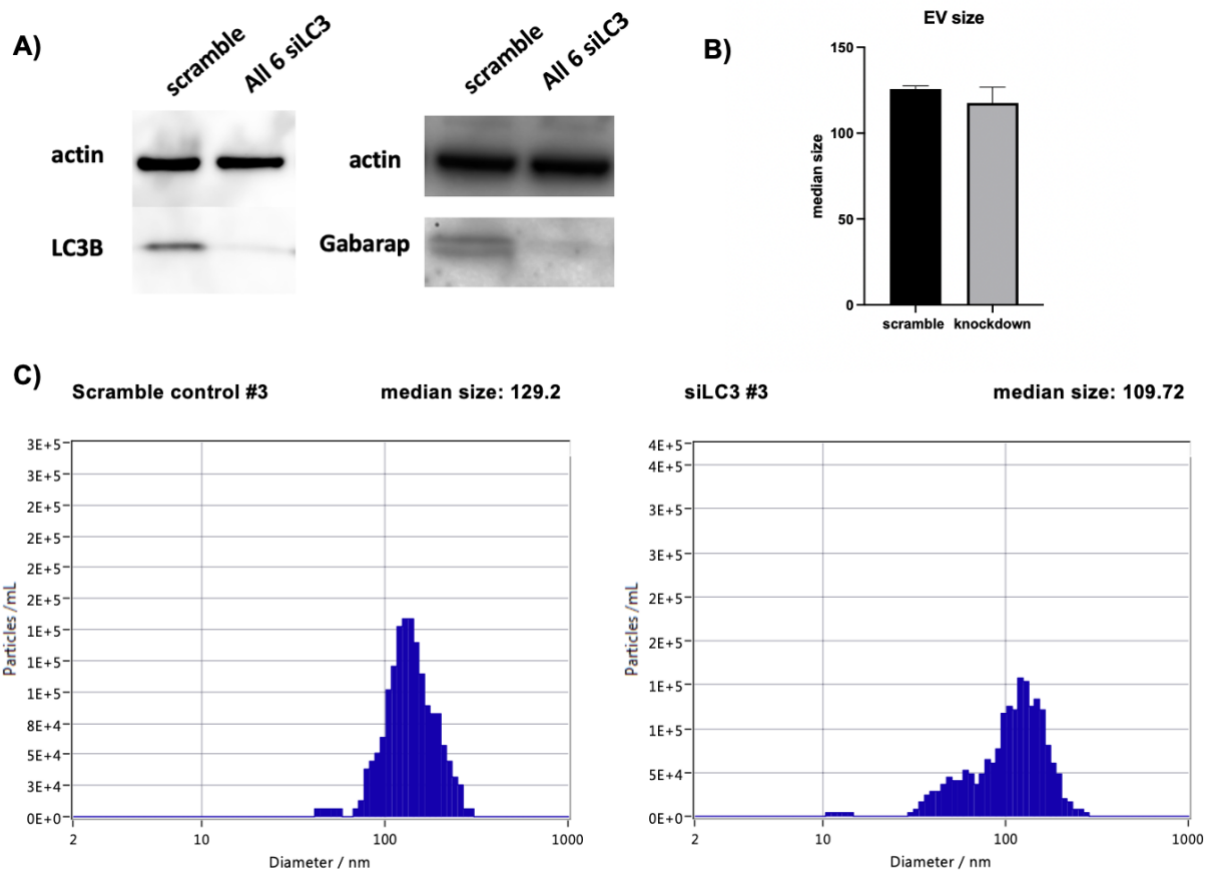 A)
scramble
All 6 siLC3
actin
LC3B
scramble
All 6 siLC3
actin
Gabarap
B)
EV size
150
100
50
0
median size
scramble knockdown
C)
Scramble control #3 median size: 129.2
3E+5
3E+5
2E+5
2E+5
2E+5
2E+5
1E+5
1E+5
1E+5
8E+4
5E+4
3E+4
0E+0
Particles /mL
2 10 100 1000
Diameter / nm
siLC3 #3 median size: 109.72
4E+5
4E+5
3E+5
3E+5
2E+5
2E+5
1E+5
1E+5
5E+4
0E+0
Particles /mL
2 10 100 1000
Diameter / nm